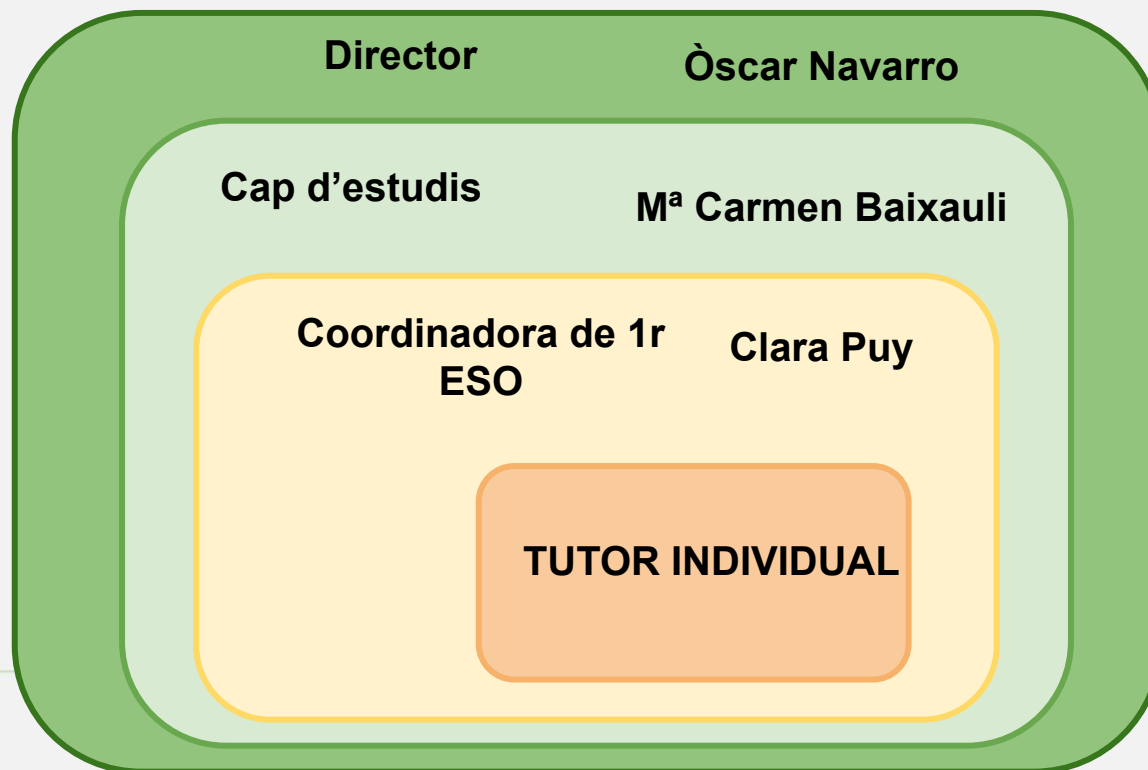 Director
Òscar Navarro
Cap d’estudis
Mª Carmen Baixauli
Coordinadora de 1r
ESO
Clara Puy
TUTOR INDIVIDUAL